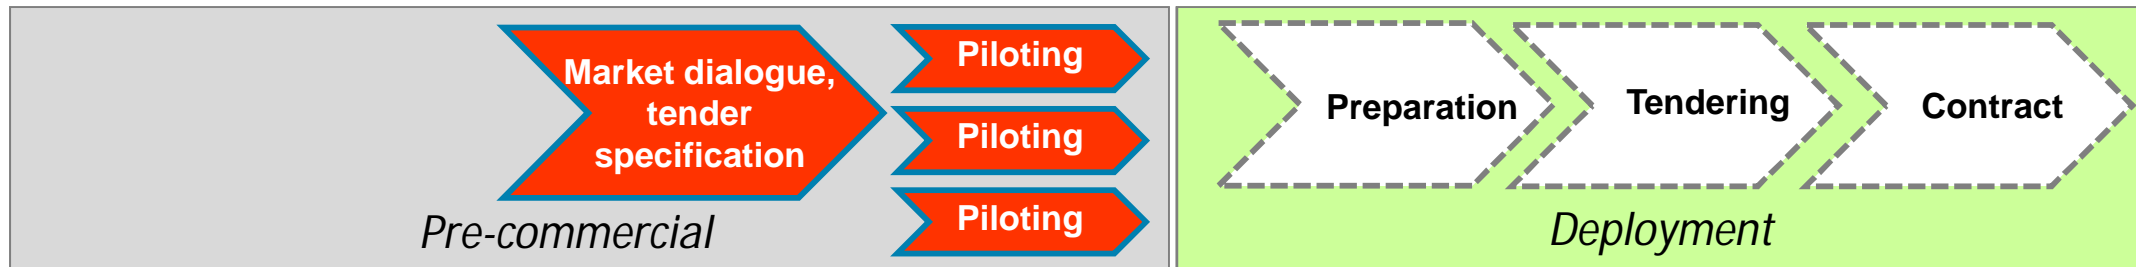 Market dialogue,
tender
specification
Piloting
Piloting
Piloting
Pre-commercial
Preparation
Tendering
Contract
Deployment